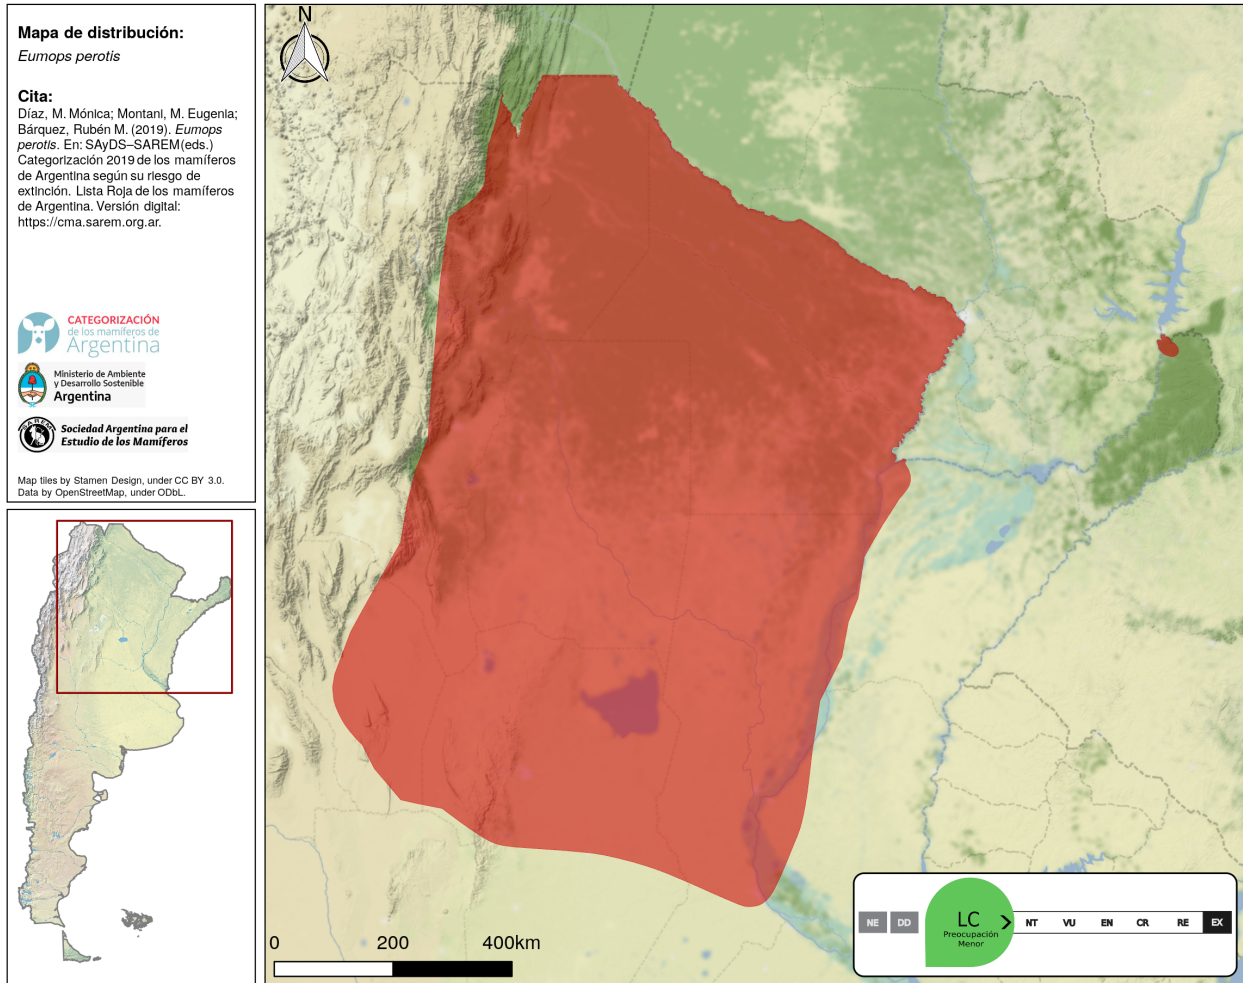 Mapa de distribución:
Eumops perotis
Cita:
Díaz, M. Mónica; Montani, M. Eugenia;
Bárquez, Rubén M. (2019). Eumops
perotis. En: SAyDS–SAREM(eds.)
Categorización 2019 de los mamíferos
de Argentina según su riesgo de
extinción. Lista Roja de los mamíferos
de Argentina. Versión digital:
https://cma.sarem.org.ar.
CATEGORIZACIÓN
de los mamíferos de
Argentina
Ministerio de Ambiente
y Desarrollo Sostenible
Argentina
SAREM
Sociedad Argentina para el
Estudio de los Mamíferos
Map tiles by Stamen Design, under CC BY 3.0.
Data by OpenStreetMap, under ODbL.
N
0 200 400km
NE DD LC NT VU EN CR RE EX
Preocupación
Menor